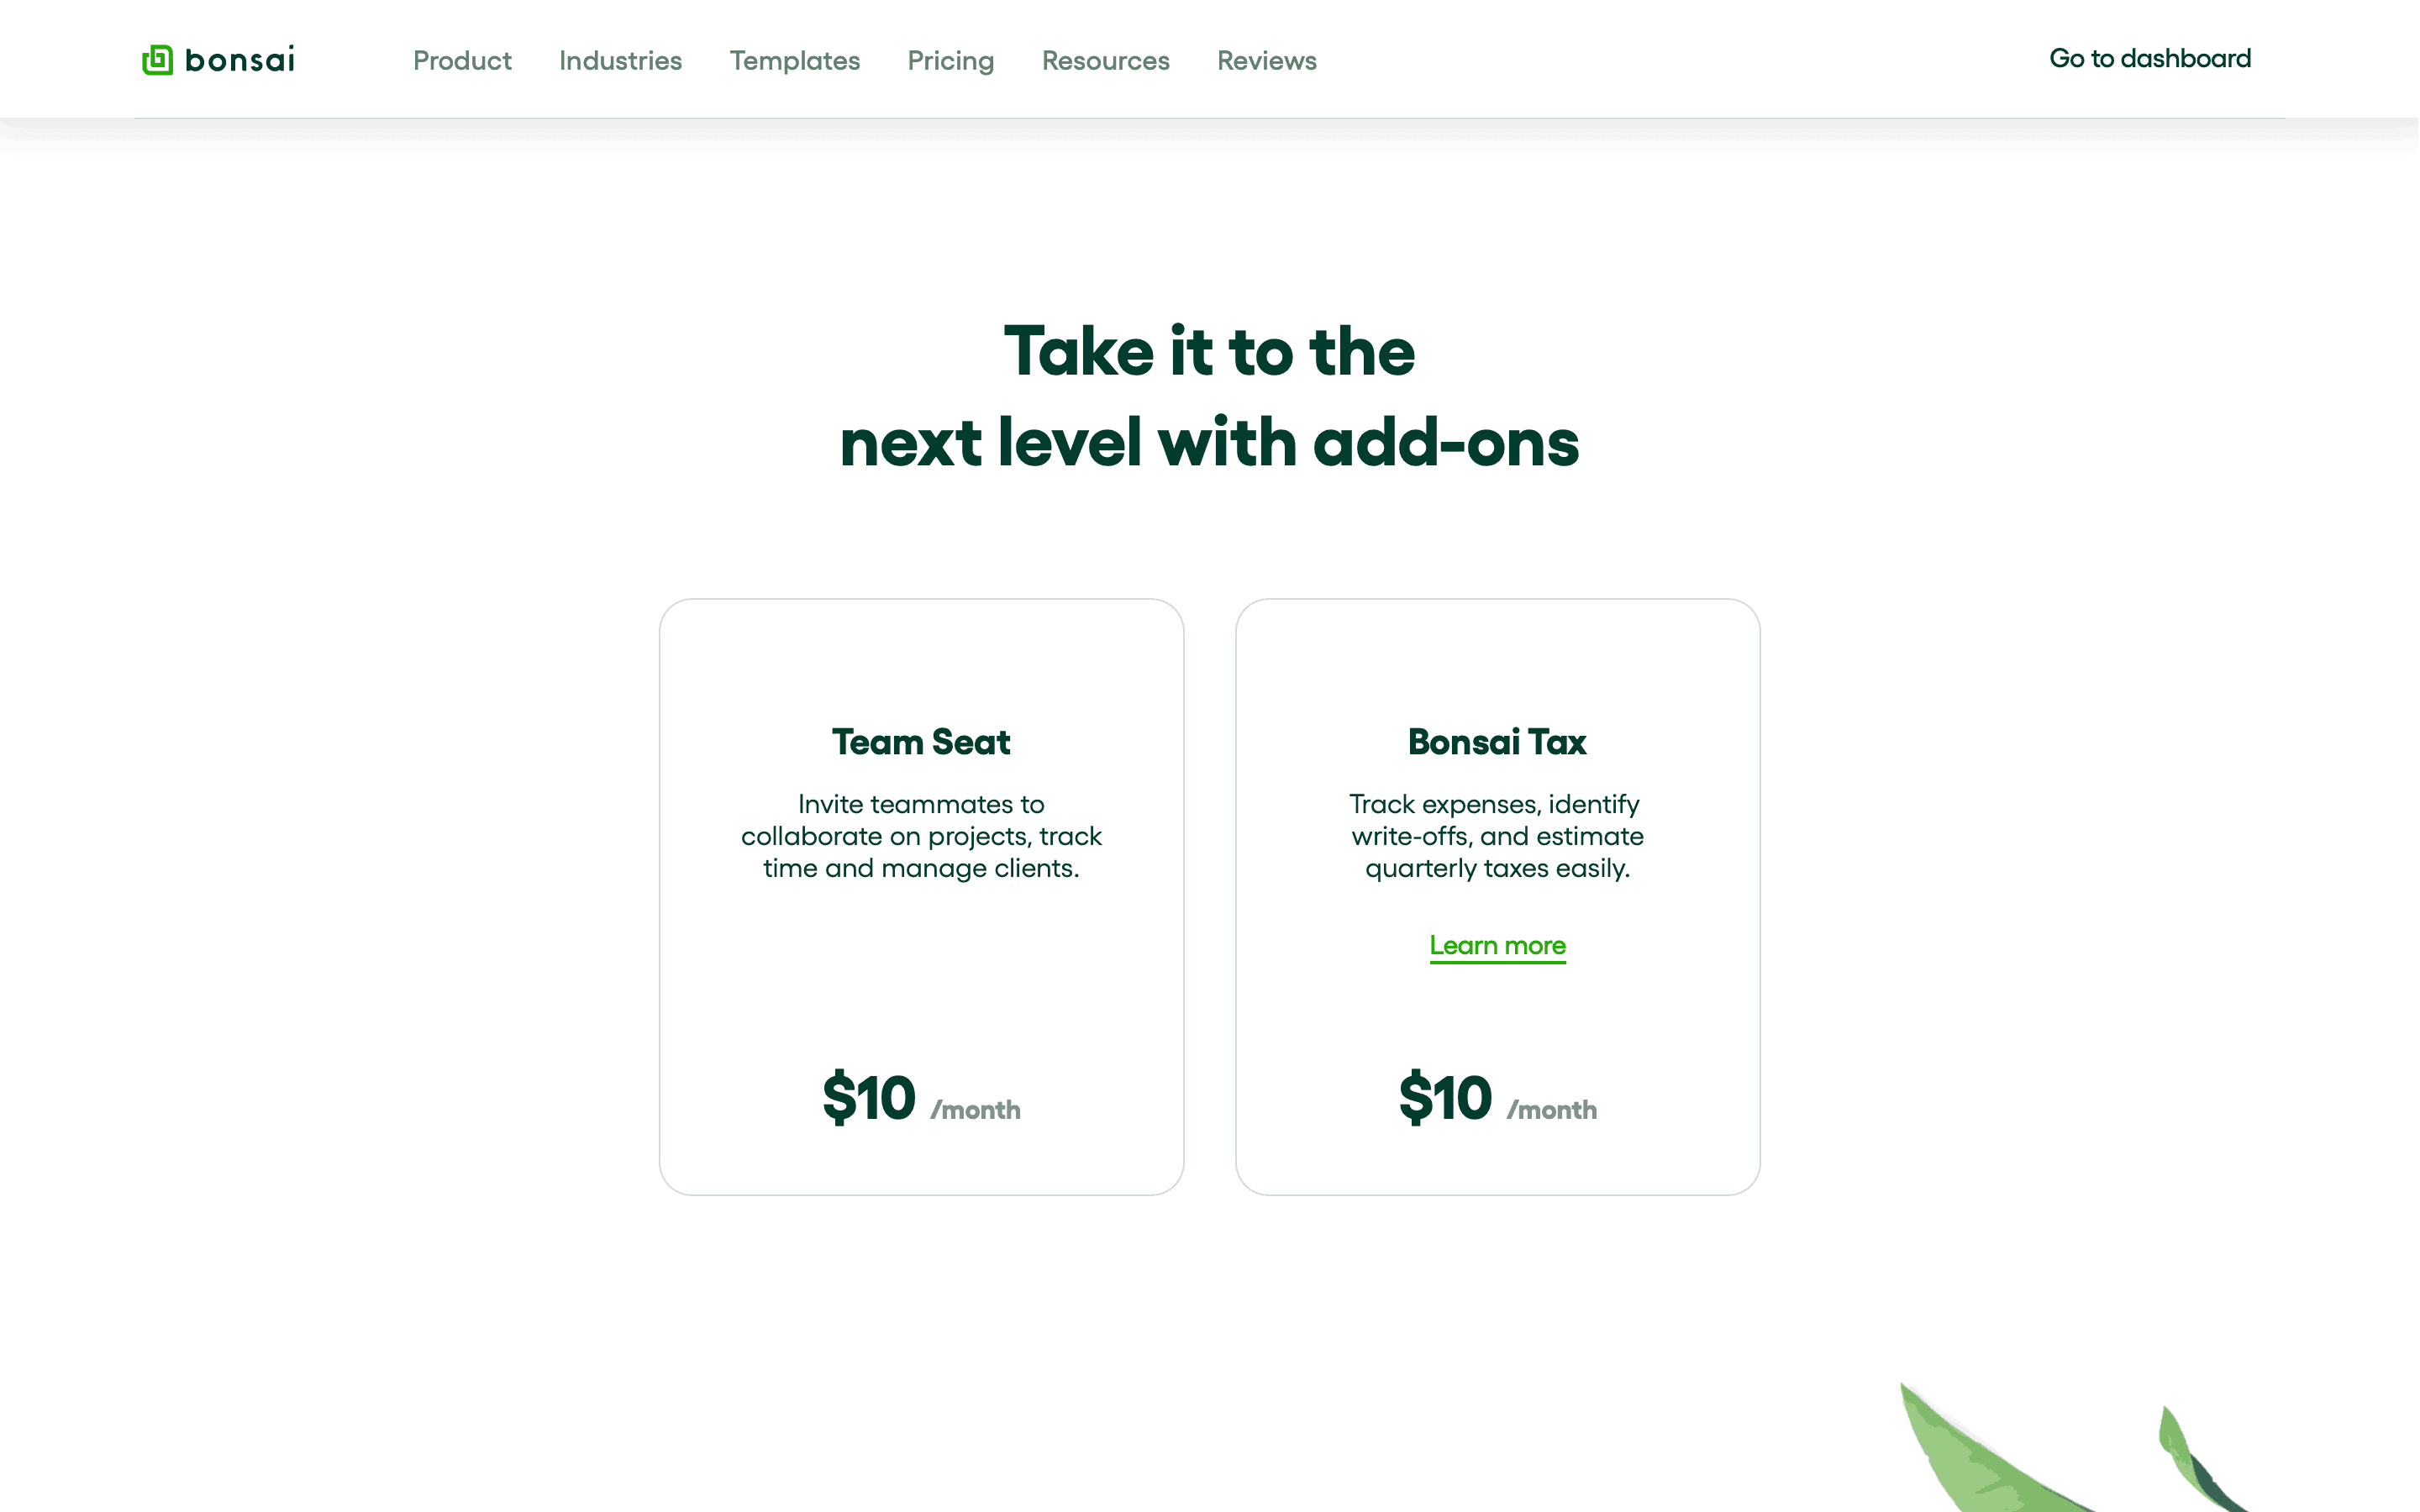 bonsai Product Industries Templates Pricing Resources Reviews Go to dashboard
Take it to the
next level with add-ons
Team Seat
Invite teammates to
collaborate on projects, track
time and manage clients.
$10 /month
Bonsai Tax
Track expenses, identify
write-offs, and estimate
quarterly taxes easily.
Learn more
$10 /month